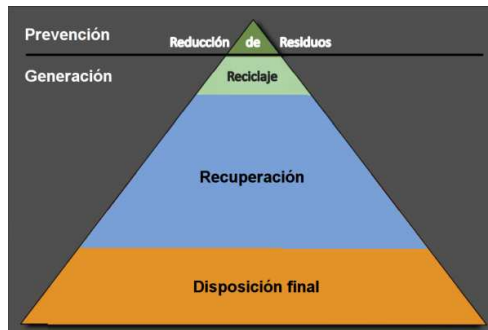 Prevención
Reducción de Residuos
Generación
Reciclaje
Recuperación
Disposición final